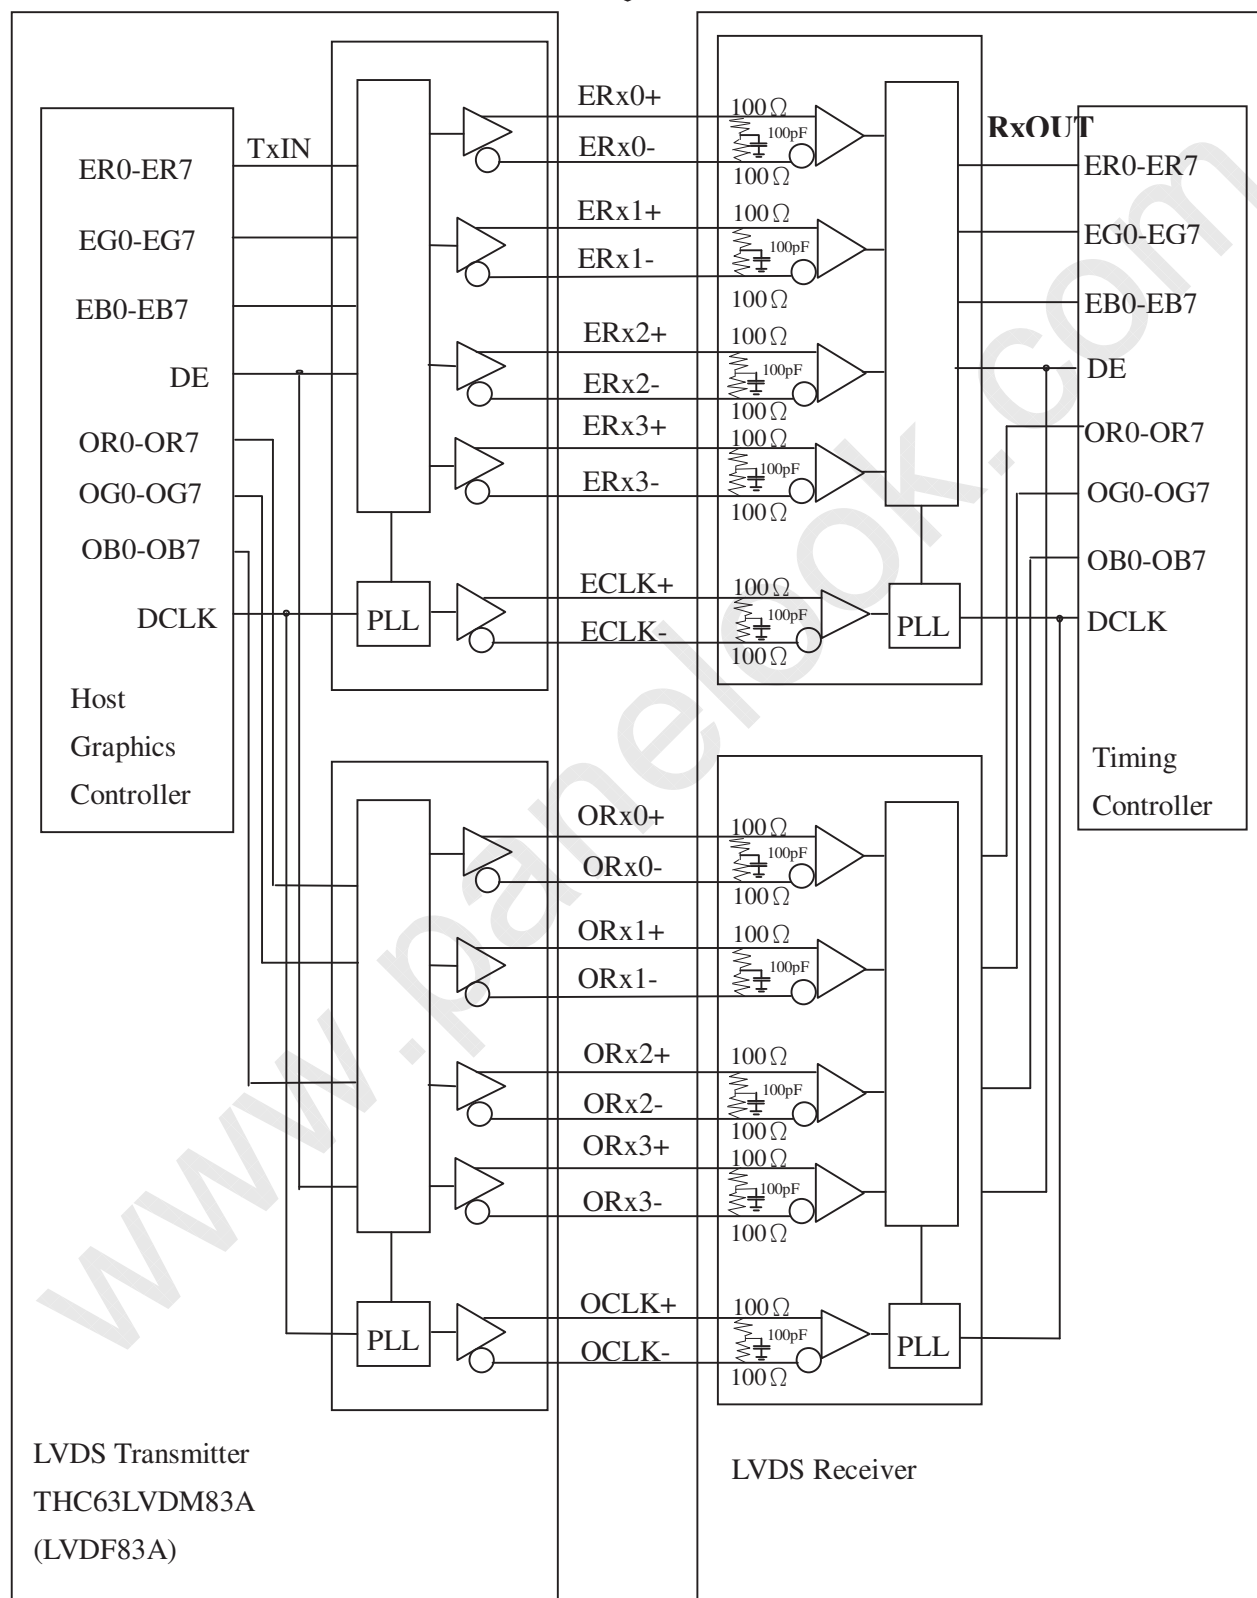 ERx0+
100Ω
100pF
RxOUT
TxIN
ERx0-
ER0-ER7
100Ω
ER0-ER7
ERx1+
100Ω
EG0-EG7
100pF
EG0-EG7
ERx1-
EB0-EB7
100Ω
EB0-EB7
ERx2+
100Ω
DE
100pF
DE
ERx2-
100Ω
OR0-OR7
ERx3+
100Ω
OR0-OR7
100pF
OG0-OG7
ERx3-
OG0-OG7
100Ω
OB0-OB7
OB0-OB7
ECLK+
100Ω
DCLK
PLL
100pF
PLL
DCLK
ECLK-
100Ω
Host
Graphics
Controller
Timing
Controller
ORx0+
100Ω
100pF
ORx0-
100Ω
ORx1+
100Ω
100pF
ORx1-
ORx2+
100Ω
100pF
ORx2-
100Ω
ORx3+
100Ω
100pF
ORx3-
100Ω
OCLK+
100Ω
PLL
100pF
PLL
OCLK-
100Ω
LVDS Transmitter
THC63LVDM83A
(LVDF83A)
LVDS Receiver
www.panelook.com